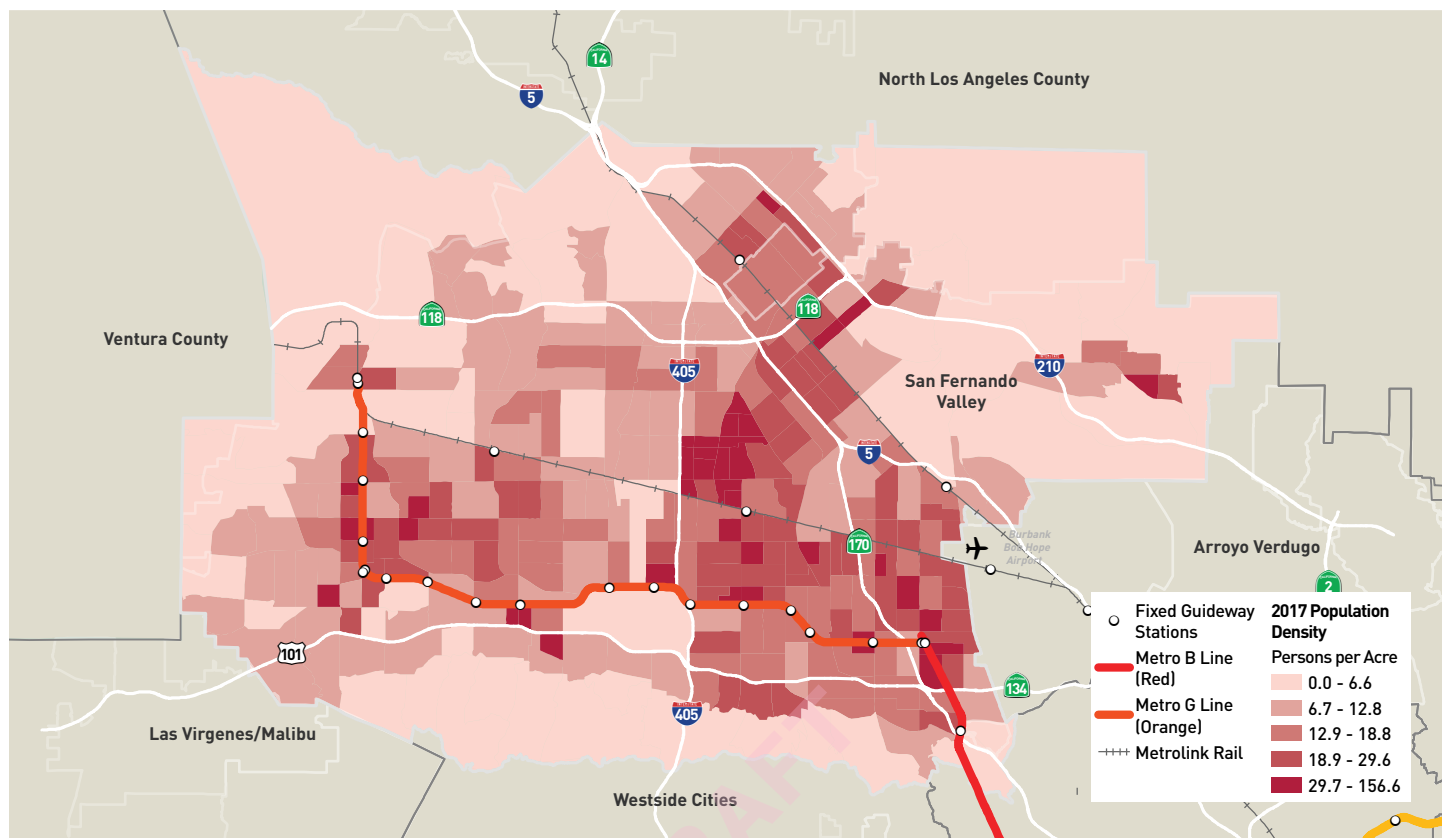 14
North Los Angeles County
5
118
118
Ventura County
405
210
San Fernando
Valley
5
170
Burbank
Bob Hope
Airport
Arroyo Verdugo
2
101
134
405
Las Virgenes/Malibu
Westside Cities
DRAFT
Fixed Guideway
Stations
Metro B Line
(Red)
Metro G Line
(Orange)
Metrolink Rail
2017 Population
Density
Persons per Acre
0.0 - 6.6
6.7 - 12.8
12.9 - 18.8
18.9 - 29.6
29.7 - 156.6